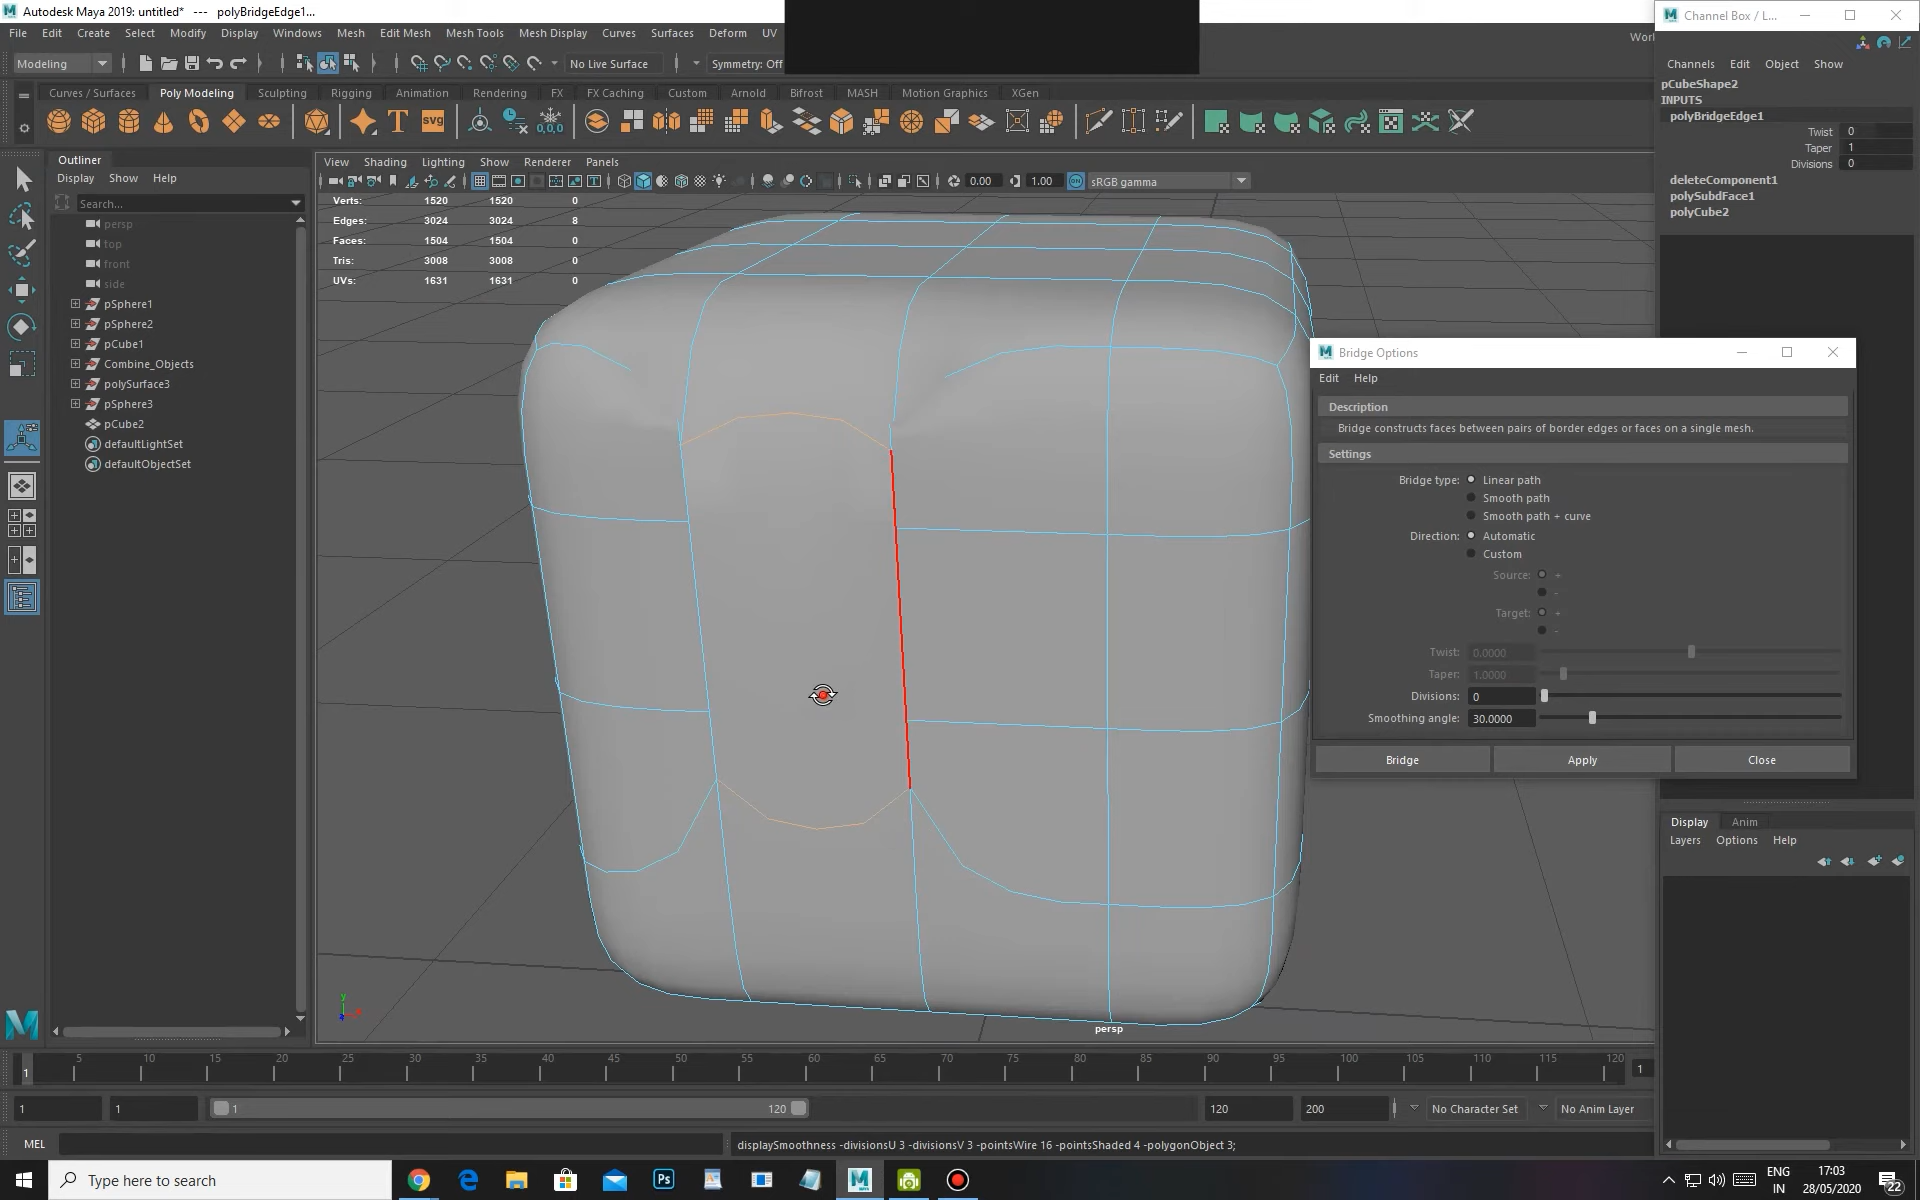 Autodesk Maya 2019: untitled* --- polyBridgeEdge1...
Channel Box / L...
File Edit Create Select Modify Display Windows Mesh Edit Mesh Mesh Tools Mesh Display Curves Surfaces Deform UV
Modeling
No Live Surface
Symmetry: Off
Channels Edit Object Show
pCubeShape2
INPUTS
polyBridgeEdge1
Twist 0
Taper 1
Divisions 0
deleteComponent1
polySubdFace1
polyCube2
Curves / Surfaces Poly Modeling Sculpting Rigging Animation Rendering FX FX Caching Custom Arnold Bifrost MASH Motion Graphics XGen
svg
0,0,0
Outliner
Display Show Help
Search...
persp
top
front
side
pSphere1
pSphere2
pCube1
Combine_Objects
polySurface3
pSphere3
pCube2
defaultLightSet
defaultObjectSet
View Shading Lighting Show Renderer Panels
0.00
1.00
sRGB gamma
Verts: 1520 1520 0
Edges: 3024 3024 8
Faces: 1504 1504 0
Tris: 3008 3008 0
UVs: 1631 1631 0
Bridge Options
Edit Help
Description
Bridge constructs faces between pairs of border edges or faces on a single mesh.
Settings
Bridge type: Linear path
Smooth path
Smooth path + curve
Direction: Automatic
Custom
Source: +
-
Target: +
-
Twist: 0.0000
Taper: 1.0000
Divisions: 0
Smoothing angle: 30.0000
Bridge Apply Close
Display Anim
Layers Options Help
y
persp
5 10 15 20 25 30 35 40 45 50 55 60 65 70 75 80 85 90 95 100 105 110 115 120
1
1
1
1
1
120
120
200
No Character Set
No Anim Layer
MEL
displaySmoothness -divisionsU 3 -divisionsV 3 -pointsWire 16 -pointsShaded 4 -polygonObject 3;
Type here to search
Ps
ENG
IN
17:03
28/05/2020
22